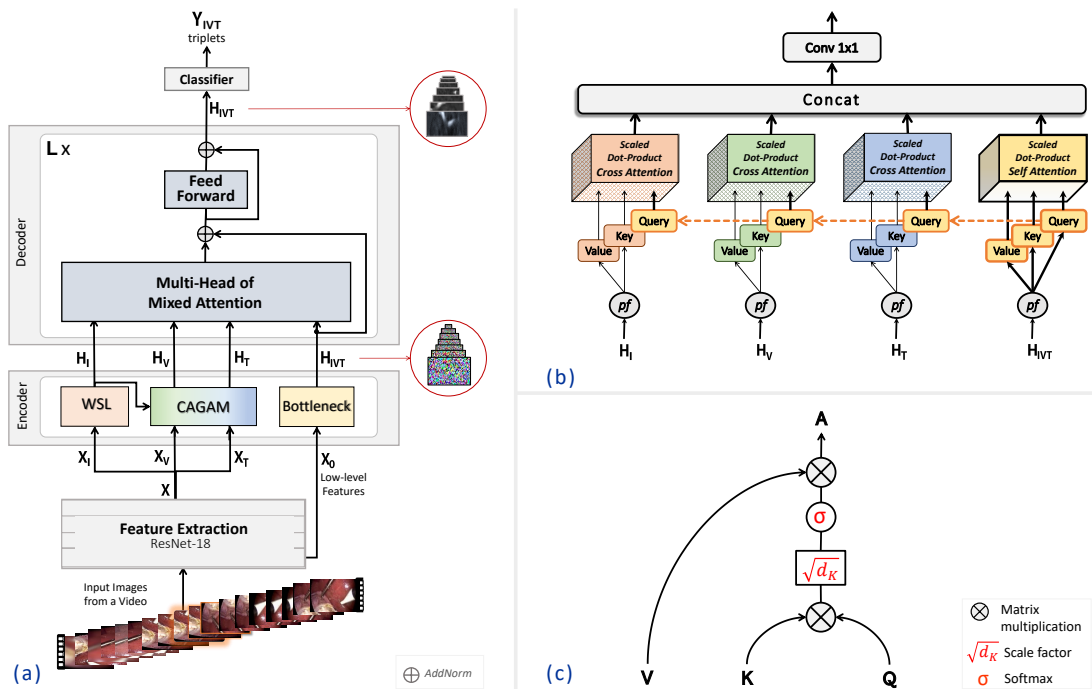 Y_IVT
triplets
Classifier
H_IVT
L x
Feed
Forward
Decoder
Multi-Head of
Mixed Attention
H_I H_V H_T H_IVT
Encoder
WSL CAGAM Bottleneck
X_I X_V X_T X_0
Low-level
Features
X
Feature Extraction
ResNet-18
Input Images
from a Video
(a)
⊕ AddNorm
Conv 1x1
Concat
Scaled
Dot-Product
Cross Attention
Scaled
Dot-Product
Cross Attention
Scaled
Dot-Product
Cross Attention
Scaled
Dot-Product
Self Attention
Query Query Query Query
Key Key Key Key
Value Value Value Value
pf pf pf pf
H_I H_V H_T H_IVT
(b)
A
σ
√d_K
V K Q
(c)
Matrix
multiplication
√d_K Scale factor
σ Softmax